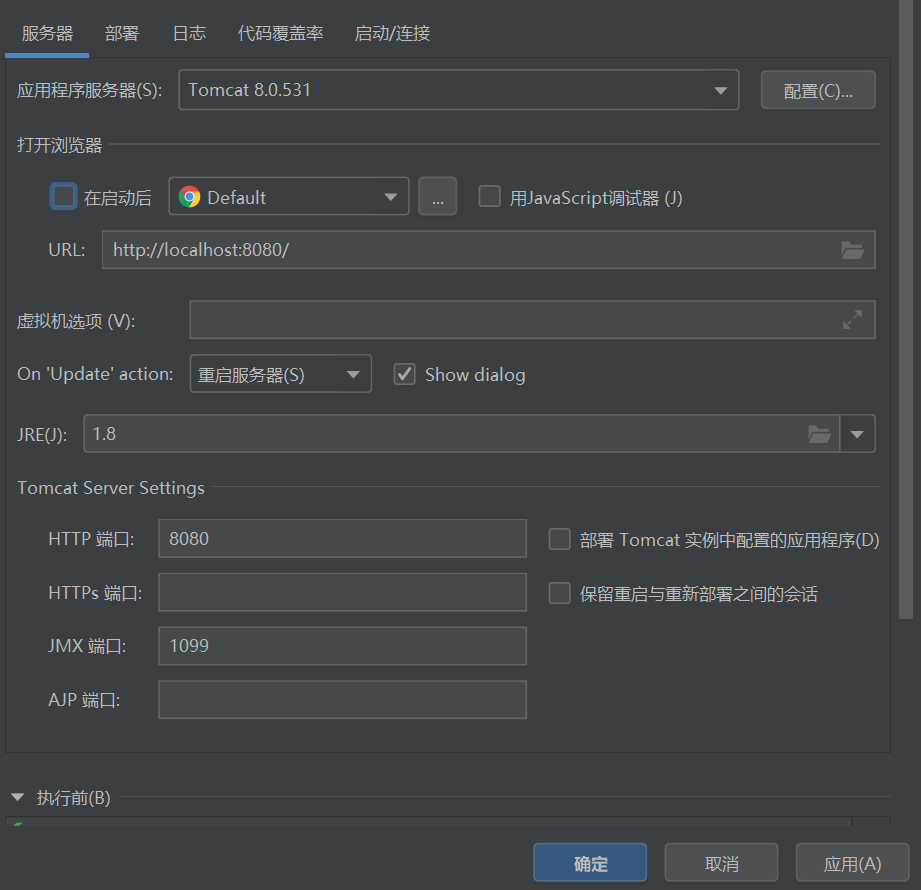 服务器 部署 日志 代码覆盖率 启动/连接
应用程序服务器(S): Tomcat 8.0.531 配置(C)...
打开浏览器
在启动后 Default ... 用JavaScript调试器 (J)
URL: http://localhost:8080/
虚拟机选项 (V):
On 'Update' action: 重启服务器(S) Show dialog
JRE(J): 1.8
Tomcat Server Settings
HTTP 端口: 8080 部署 Tomcat 实例中配置的应用程序(D)
HTTPs 端口: 保留重启与重新部署之间的会话
JMX 端口: 1099
AJP 端口:
执行前(B)
确定 取消 应用(A)